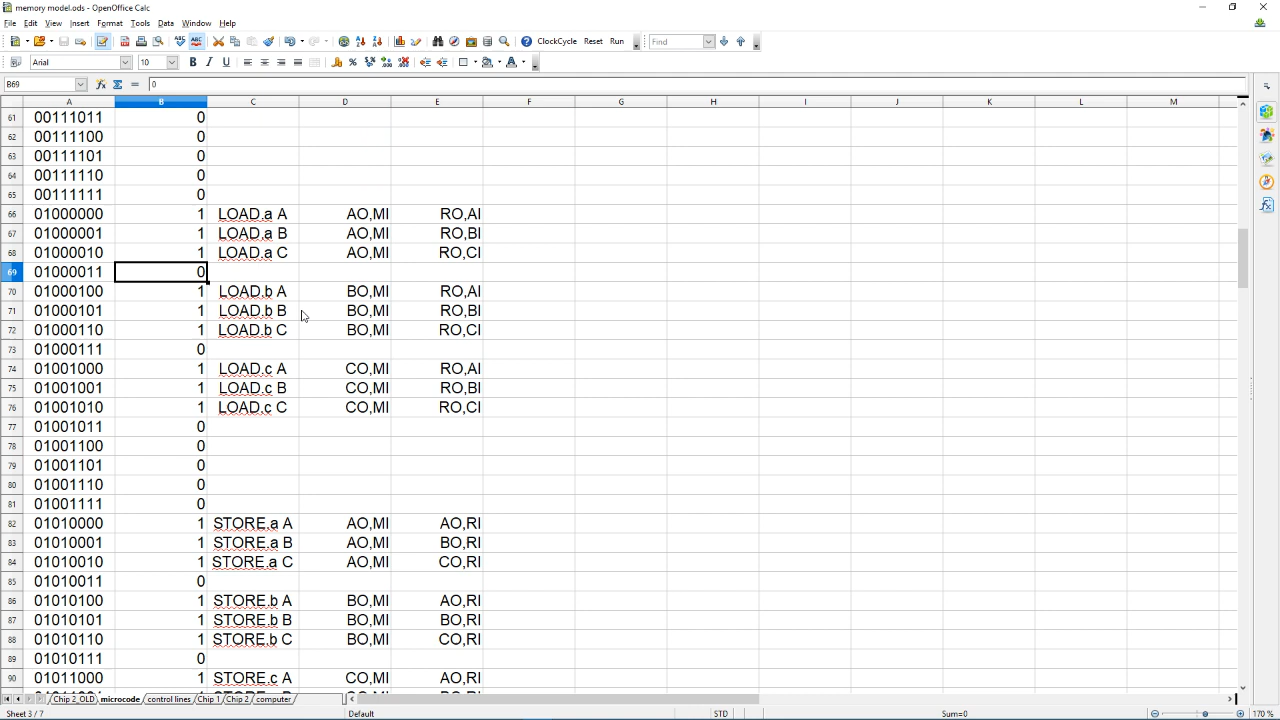 memory model.ods - OpenOffice Calc
File Edit View Insert Format Tools Data Window Help
ClockCycle Reset Run Find
Arial 10
B69 0
A B C D E F G H I J K L M
61 00111011 0
62 00111100 0
63 00111101 0
64 00111110 0
65 00111111 0
66 01000000 1 LOAD.a A AO,MI RO,AI
67 01000001 1 LOAD.a B AO,MI RO,BI
68 01000010 1 LOAD.a C AO,MI RO,CI
69 01000011 0
70 01000100 1 LOAD.b A BO,MI RO,AI
71 01000101 1 LOAD.b B BO,MI RO,BI
72 01000110 1 LOAD.b C BO,MI RO,CI
73 01000111 0
74 01001000 1 LOAD.c A CO,MI RO,AI
75 01001001 1 LOAD.c B CO,MI RO,BI
76 01001010 1 LOAD.c C CO,MI RO,CI
77 01001011 0
78 01001100 0
79 01001101 0
80 01001110 0
81 01001111 0
82 01010000 1 STORE.a A AO,MI AO,RI
83 01010001 1 STORE.a B AO,MI BO,RI
84 01010010 1 STORE.a C AO,MI CO,RI
85 01010011 0
86 01010100 1 STORE.b A BO,MI AO,RI
87 01010101 1 STORE.b B BO,MI BO,RI
88 01010110 1 STORE.b C BO,MI CO,RI
89 01010111 0
90 01011000 1 STORE.c A CO,MI AO,RI
Chip 2_OLD microcode control lines Chip 1 Chip 2 computer
Sheet 3 / 7 Default STD Sum=0 170 %